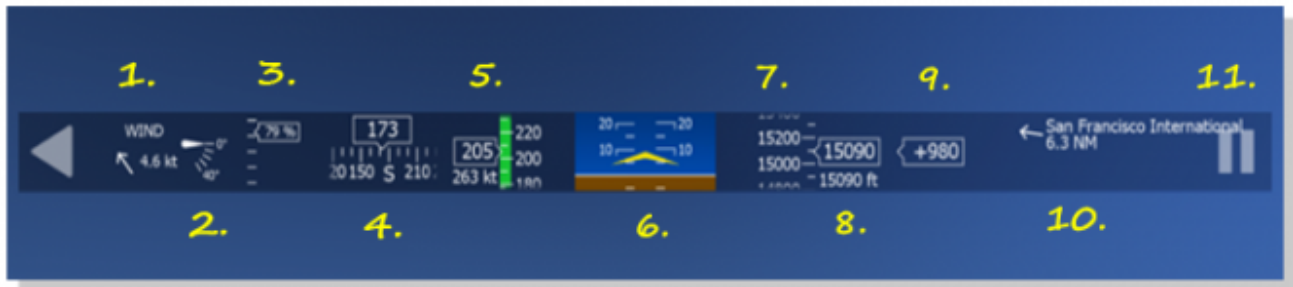 1. 3. 5. 7. 9. 11.
WIND
4.6 kt
0°
40°
79 %
173
20150 S 210
205
263 kt
220
200
180
20 20
10 10
15200
15000
15090
15090 ft
+980
San Francisco International
6.3 NM
2. 4. 6. 8. 10.